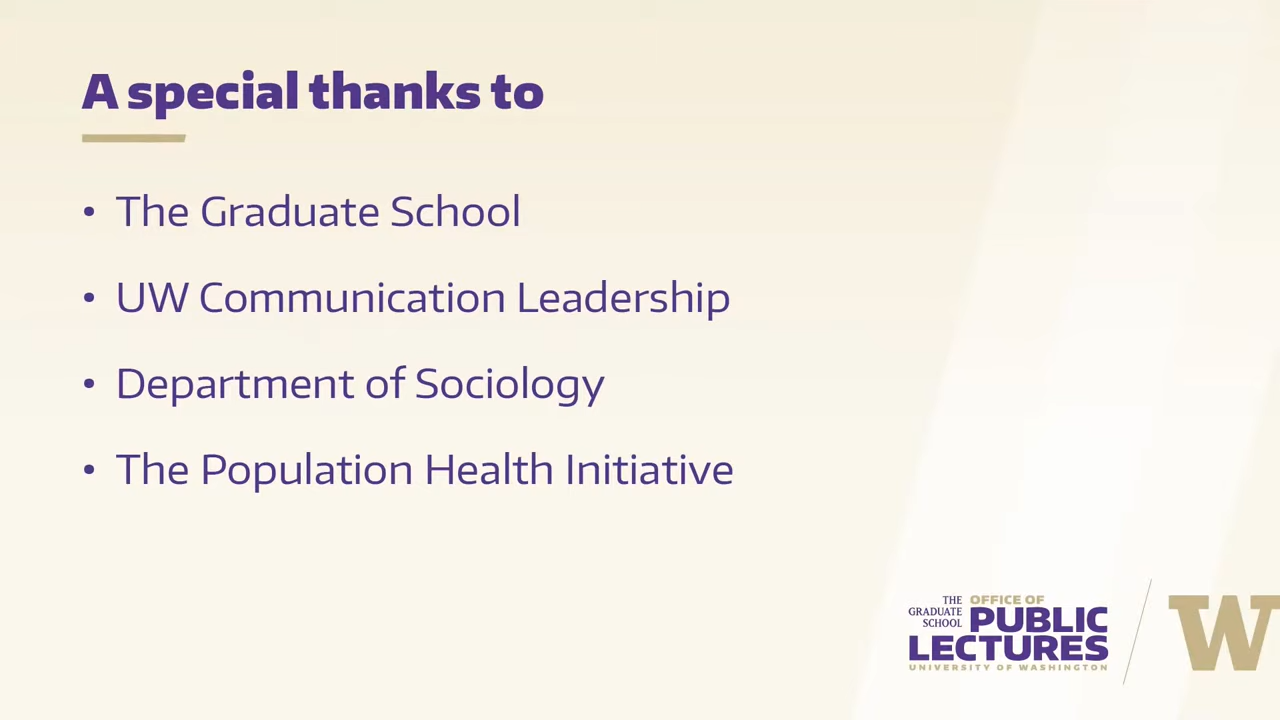 A special thanks to
• The Graduate School
• UW Communication Leadership
• Department of Sociology
• The Population Health Initiative
THE GRADUATE SCHOOL
OFFICE OF
PUBLIC
LECTURES
UNIVERSITY OF WASHINGTON
W